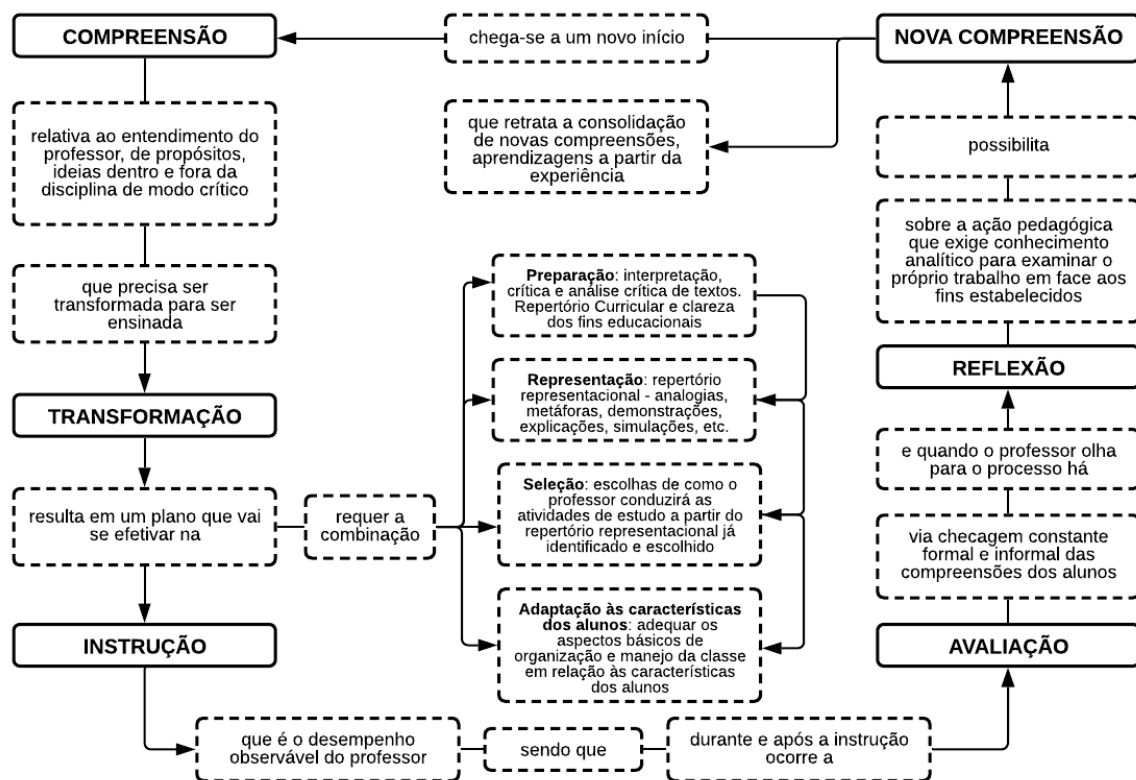 COMPREENSÃO
chega-se a um novo início
NOVA COMPREENSÃO
relativa ao entendimento do
professor, de propósitos,
ideias dentro e fora da
disciplina de modo crítico
que retrata a consolidação
de novas compreensões,
aprendizagens a partir da
experiência
possibilita
sobre a ação pedagógica
que exige conhecimento
analítico para examinar o
próprio trabalho em face aos
fins estabelecidos
que precisa ser
transformada para ser
ensinada
Preparação: interpretação,
crítica e análise crítica de textos.
Repertório Curricular e clareza
dos fins educacionais
REFLEXÃO
Representação: repertório
representacional - analogias,
metáforas, demonstrações,
explicações, simulações, etc.
TRANSFORMAÇÃO
e quando o professor olha
para o processo há
resulta em um plano que vai
se efetivar na
requer a
combinação
Seleção: escolhas de como o
professor conduzirá as
atividades de estudo a partir do
repertório representacional já
identificado e escolhido
via checagem constante
formal e informal das
compreensões dos alunos
Adaptação às características
dos alunos: adequar os
aspectos básicos de
organização e manejo da classe
em relação às características
dos alunos
INSTRUÇÃO
AVALIAÇÃO
que é o desempenho
observável do professor
sendo que
durante e após a instrução
ocorre a